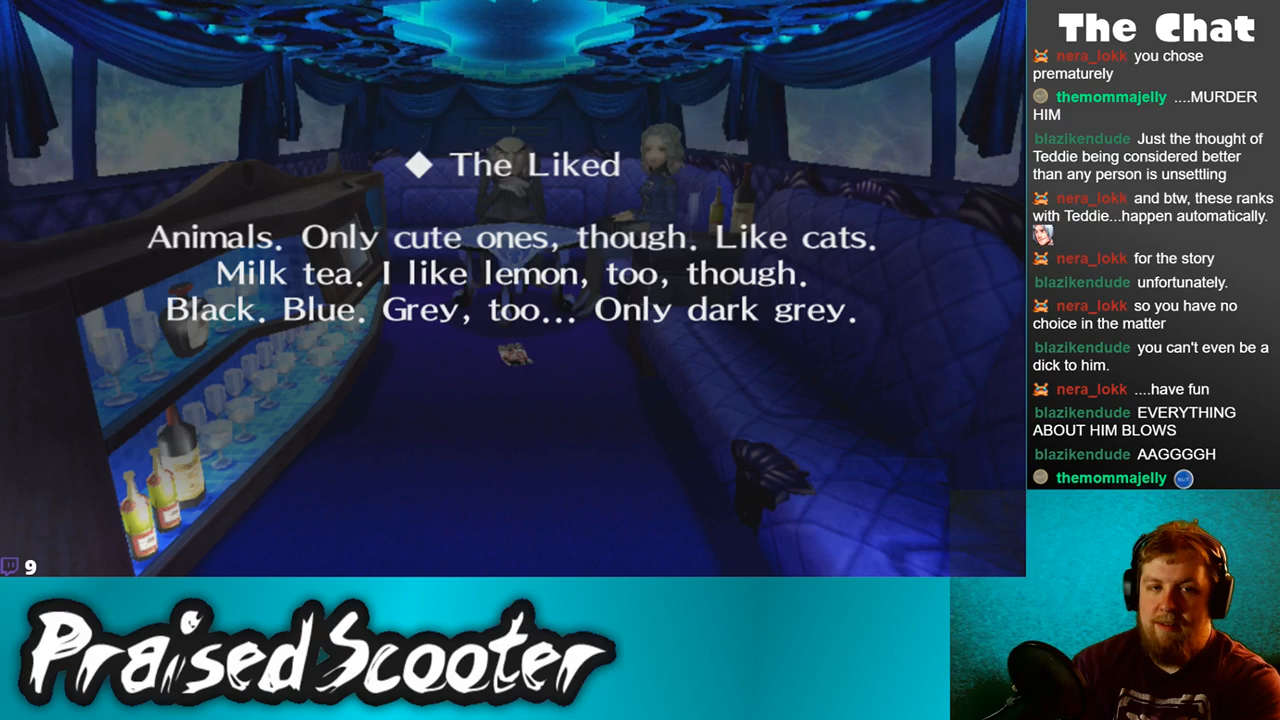 ◆ The Liked
Animals. Only cute ones, though. Like cats.
Milk tea. I like lemon, too, though.
Black. Blue. Grey, too... Only dark grey.
9
PraisedScooter
The Chat
nera_lokk you chose
prematurely
themommajelly ....MURDER
HIM
blazikendude Just the thought of
Teddie being considered better
than any person is unsettling
nera_lokk and btw, these ranks
with Teddie...happen automatically.
nera_lokk for the story
blazikendude unfortunately.
nera_lokk so you have no
choice in the matter
blazikendude you can't even be a
dick to him.
nera_lokk ....have fun
blazikendude EVERYTHING
ABOUT HIM BLOWS
blazikendude AAGGGGH
themommajelly NUT